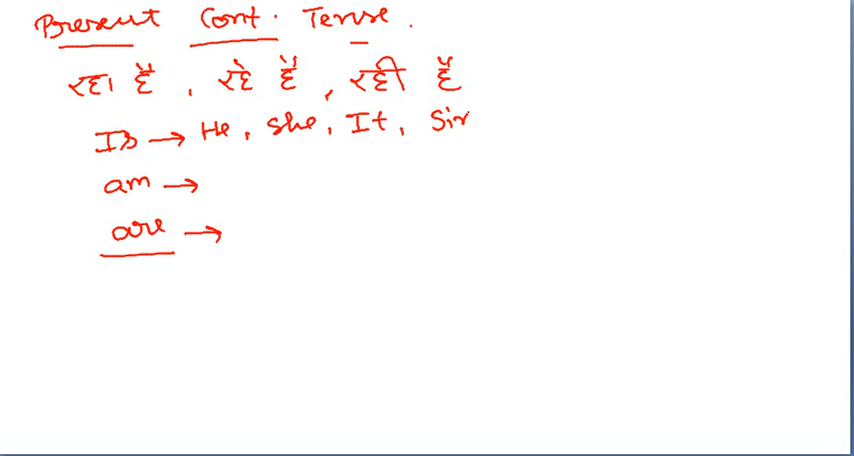 Present Cont. Tense.
रहा हैं, रहे हैं, रही हैं
Is → He, she, It, Sir
am →
are →